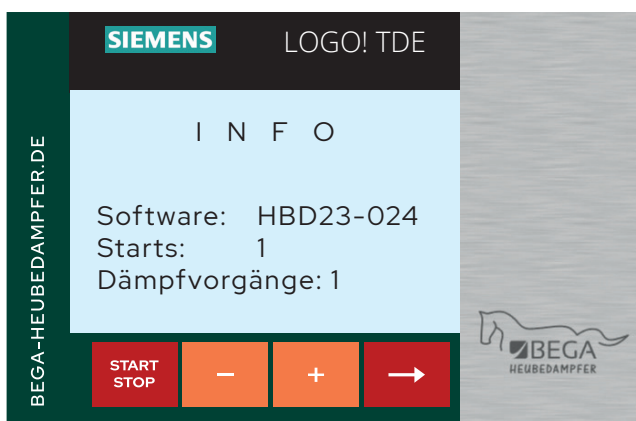 SIEMENS LOGO! TDE
I N F O
Software: HBD23-024
Starts: 1
Dämpfvorgänge: 1
START
STOP
− + →
BEGA-HEUBEDAMPFER.DE
BEGA
HEUBEDAMPFER